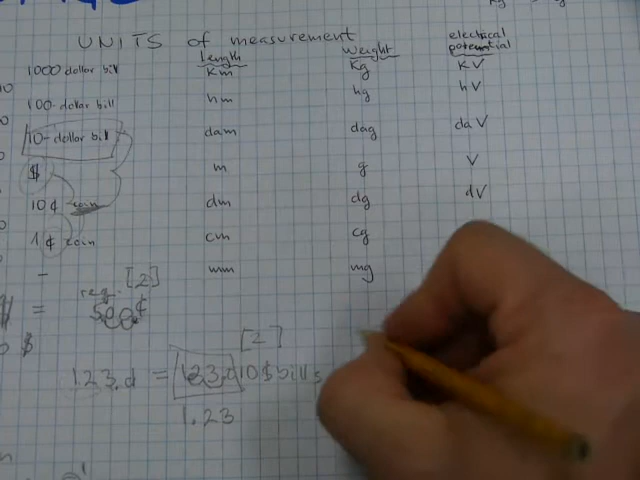 UNITS of measurement
length weight electrical potential
1000 dollar bill km kg kV
100-dollar bill hm hg hV
10-dollar bill dam dag daV
$ m g V
10¢ coin dm dg dV
1¢ coin cm cg
- mm mg
reg. [2]
= 500¢
$
[2]
123.d = 123.d 10$ bills
1.23